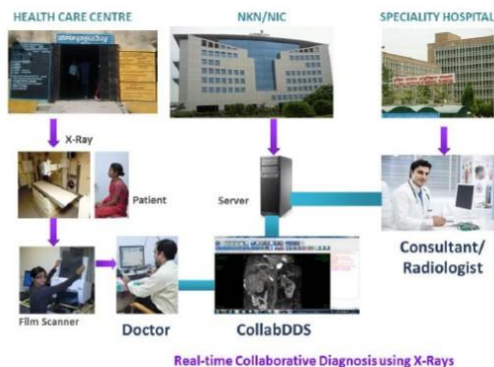 HEALTH CARE CENTRE
NKN/NIC
SPECIALITY HOSPITAL
X-Ray
Patient
Server
Consultant/
Radiologist
Film Scanner
Doctor
CollabDDS
Real-time Collaborative Diagnosis using X-Rays